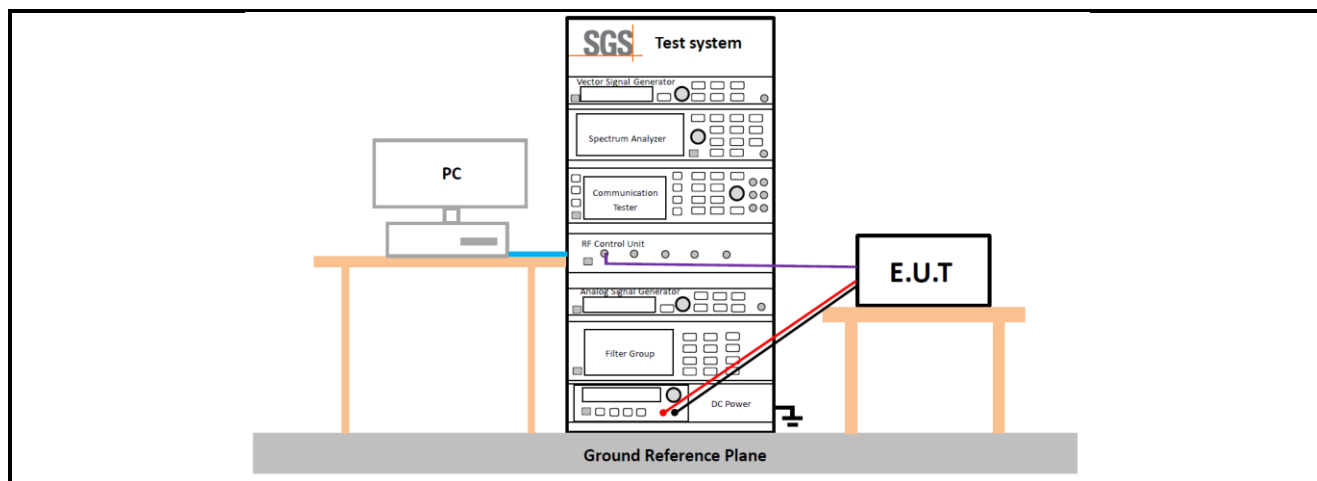 SGS Test system
Vector Signal Generator
Spectrum Analyzer
PC
Communication
Tester
RF Control Unit
E.U.T
Analog Signal Generator
Filter Group
DC Power
Ground Reference Plane